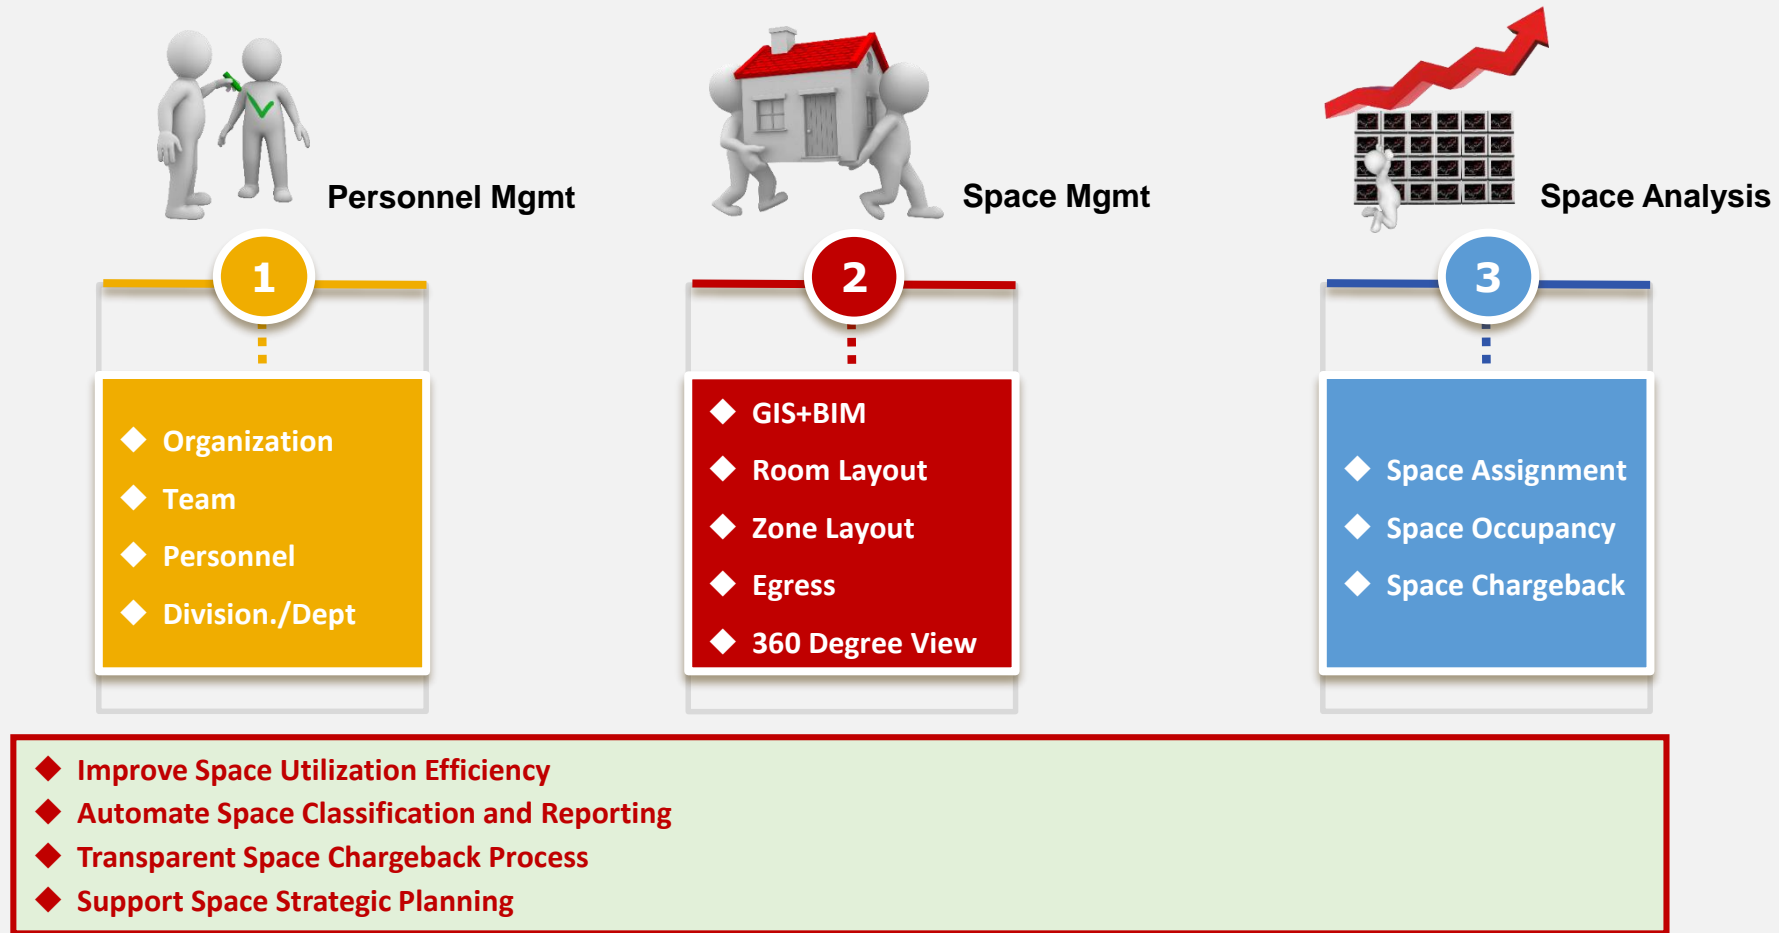 Personnel Mgmt
1
Organization
Team
Personnel
Division./Dept
Space Mgmt
2
GIS+BIM
Room Layout
Zone Layout
Egress
360 Degree View
Space Analysis
3
Space Assignment
Space Occupancy
Space Chargeback
Improve Space Utilization Efficiency
Automate Space Classification and Reporting
Transparent Space Chargeback Process
Support Space Strategic Planning